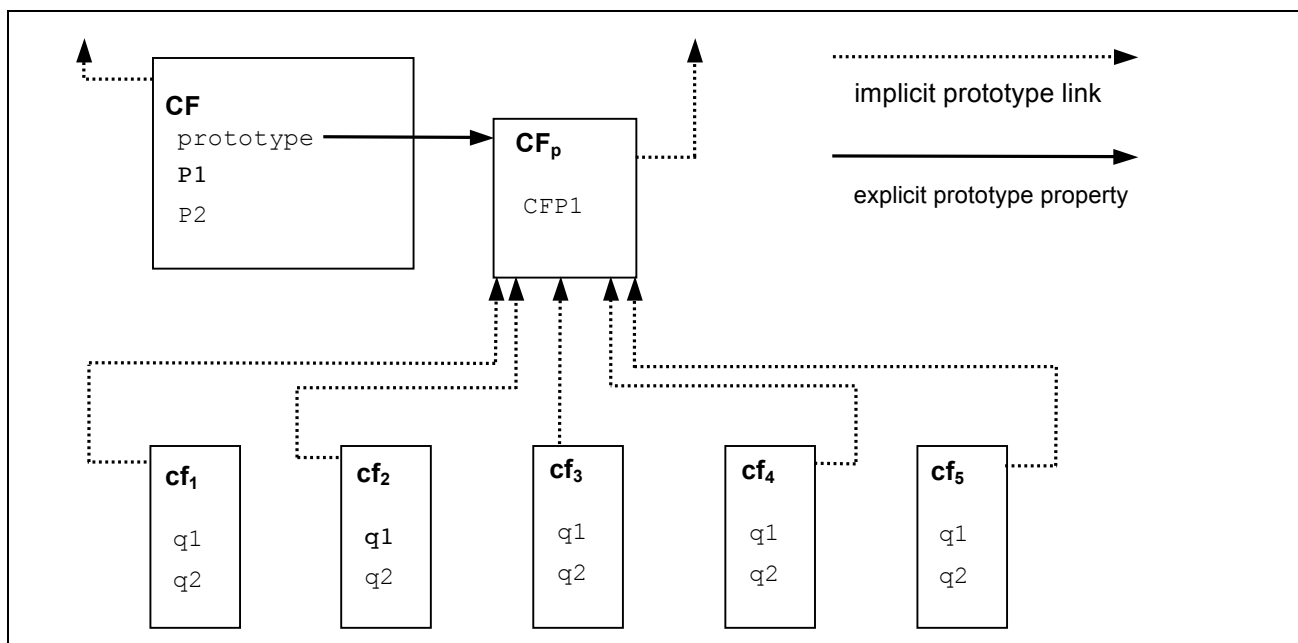 CF
prototype
P1
P2
CFp
CFP1
implicit prototype link
explicit prototype property
cf1
q1
q2
cf2
q1
q2
cf3
q1
q2
cf4
q1
q2
cf5
q1
q2